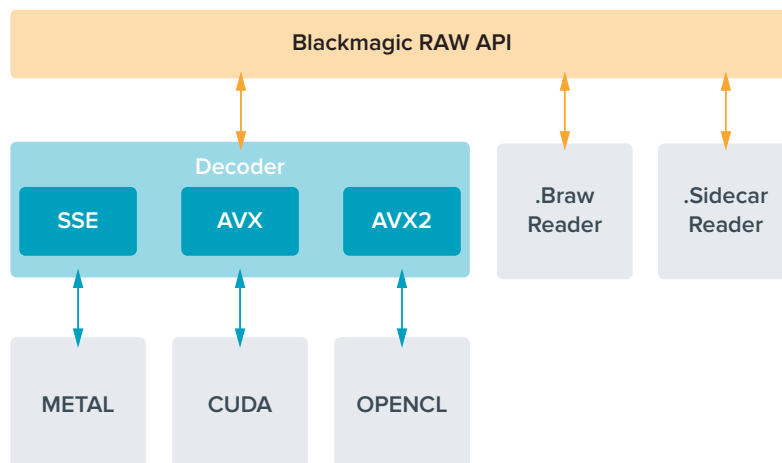 Blackmagic RAW API
Decoder
SSE
AVX
AVX2
.Braw
Reader
.Sidecar
Reader
METAL
CUDA
OPENCL